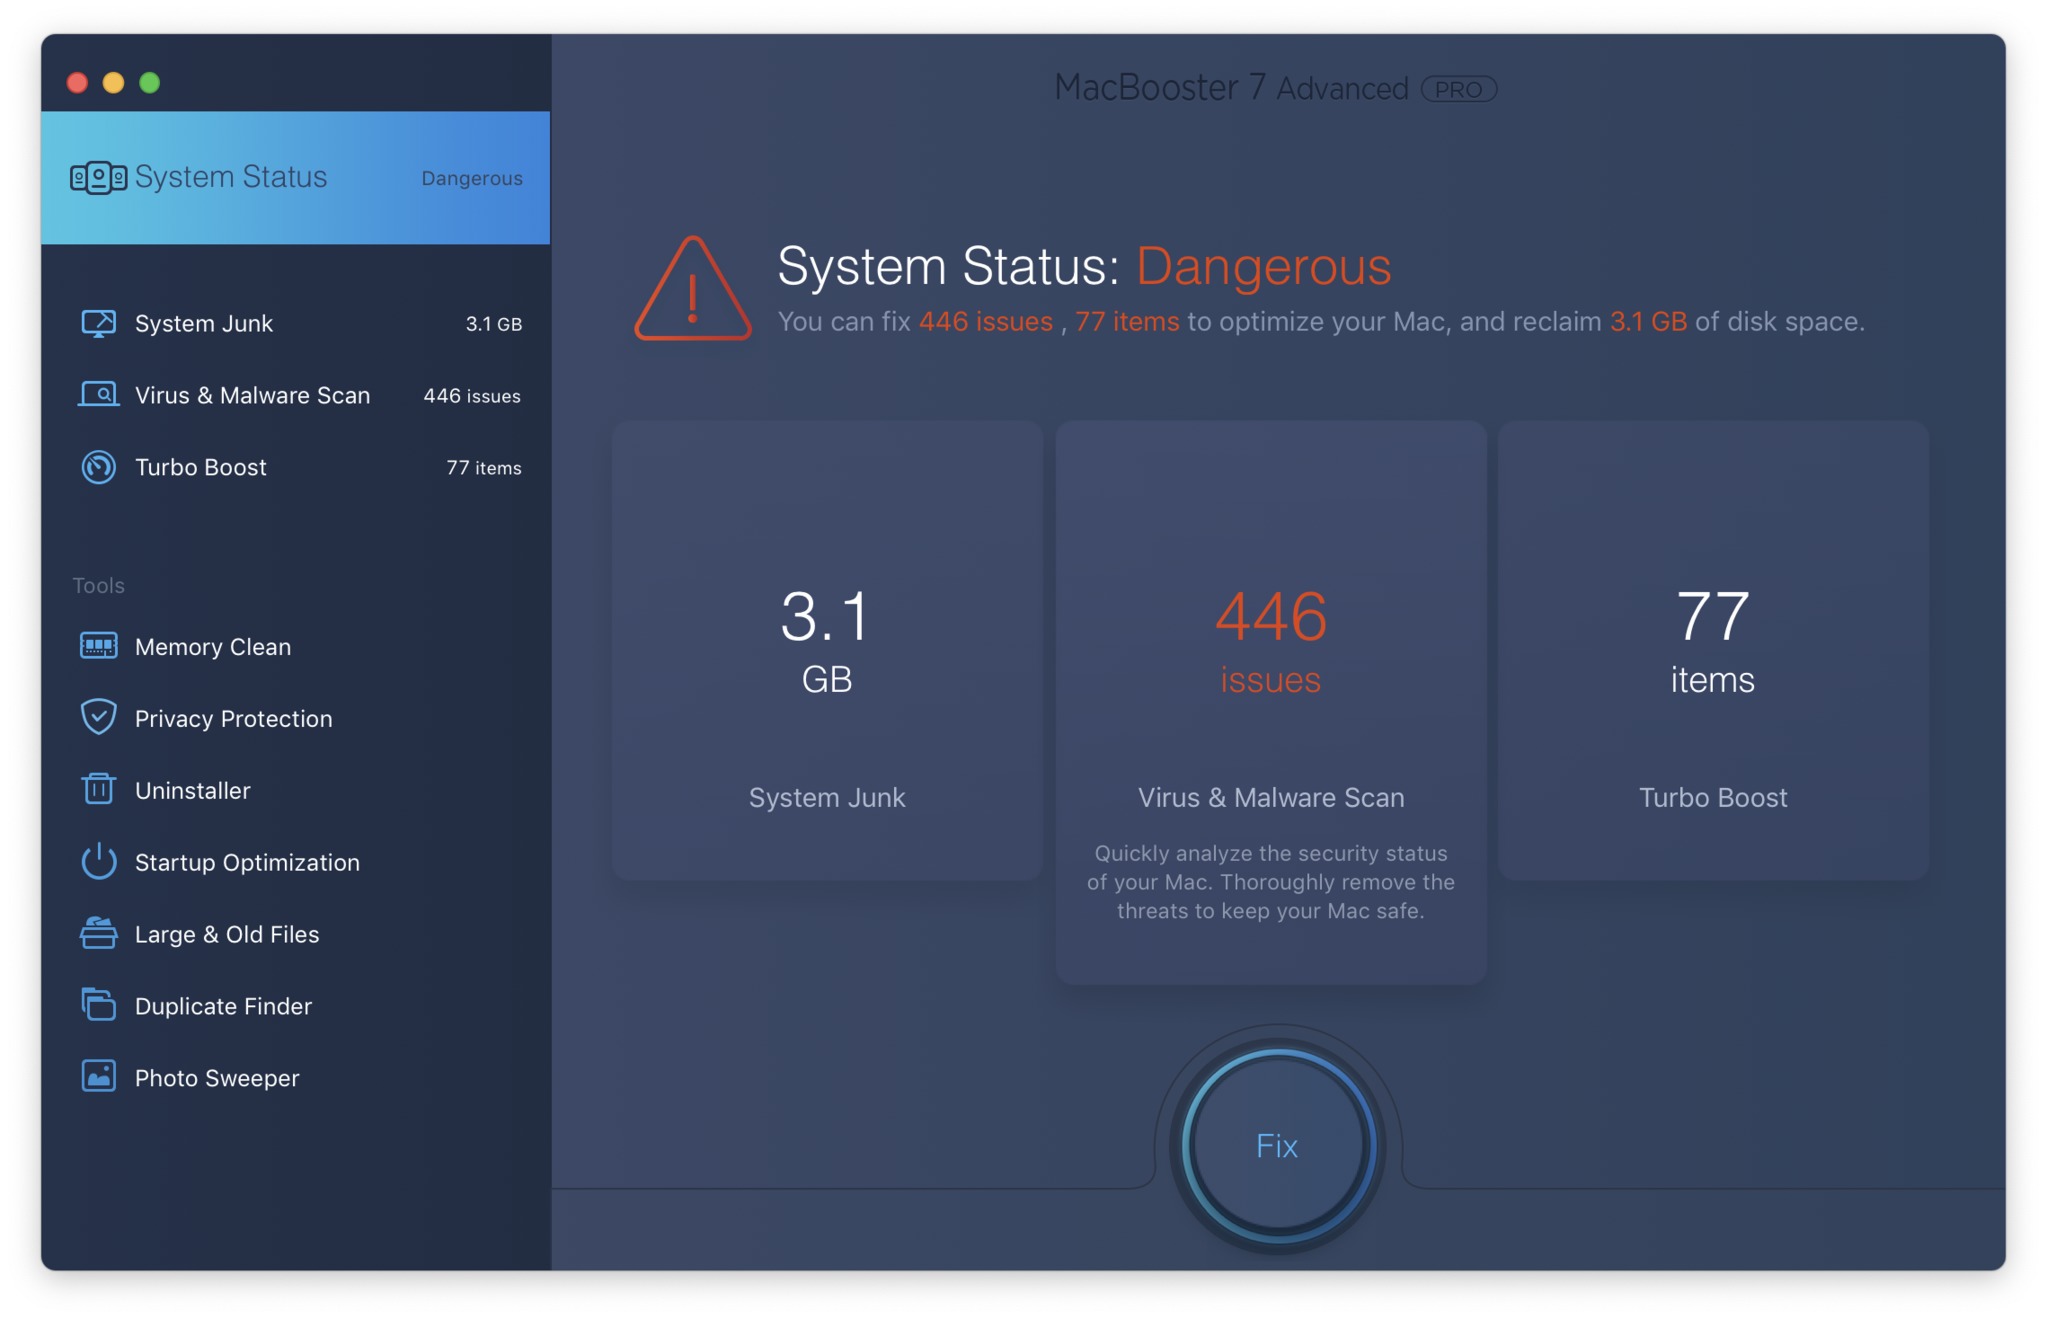 MacBooster 7 Advanced PRO
System Status Dangerous
System Junk 3.1 GB
Virus & Malware Scan 446 issues
Turbo Boost 77 items
Tools
Memory Clean
Privacy Protection
Uninstaller
Startup Optimization
Large & Old Files
Duplicate Finder
Photo Sweeper
System Status: Dangerous
You can fix 446 issues , 77 items to optimize your Mac, and reclaim 3.1 GB of disk space.
3.1
GB
System Junk
446
issues
Virus & Malware Scan
Quickly analyze the security status
of your Mac. Thoroughly remove the
threats to keep your Mac safe.
77
items
Turbo Boost
Fix